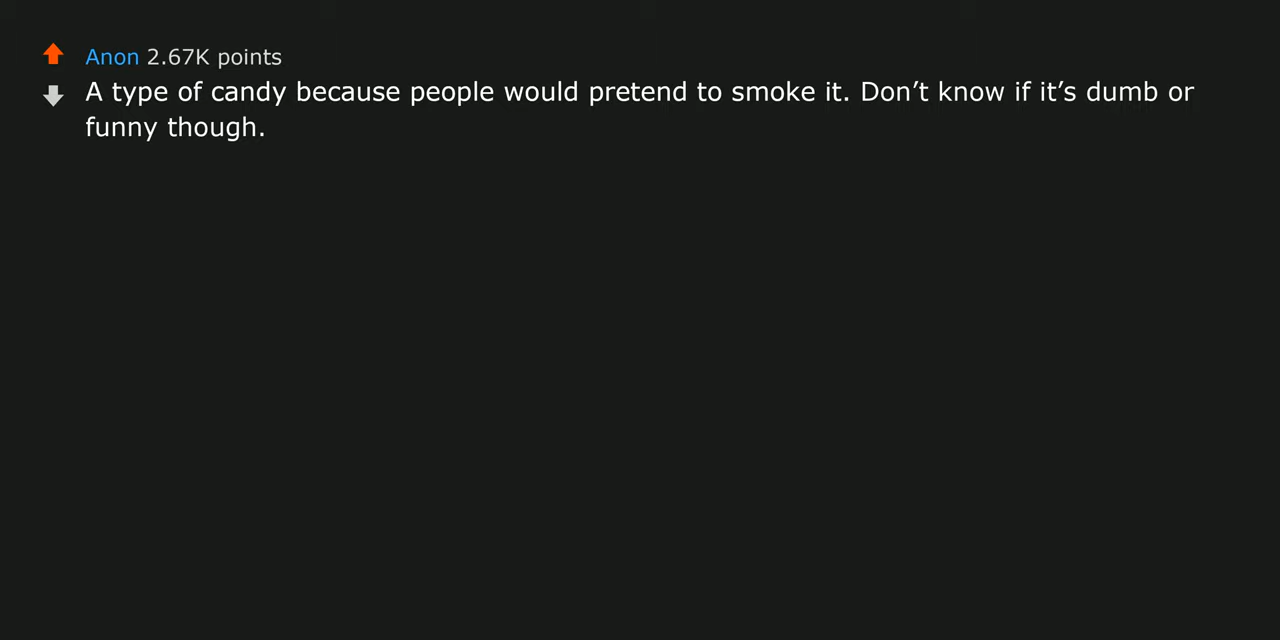 Anon 2.67K points
A type of candy because people would pretend to smoke it. Don’t know if it’s dumb or
funny though.